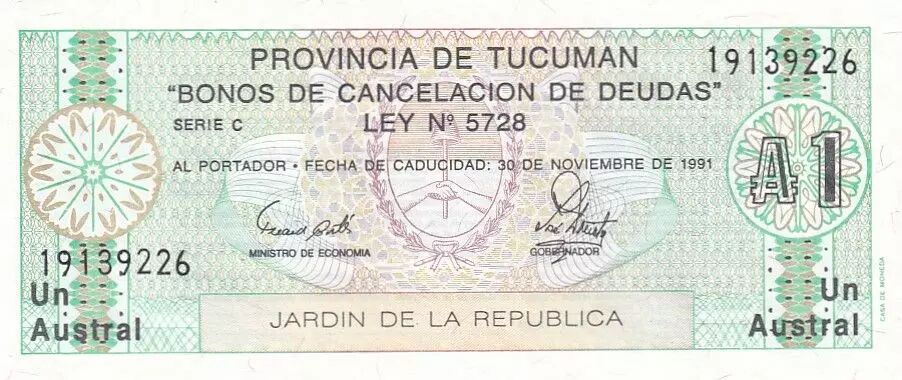 PROVINCIA DE TUCUMAN
19139226
"BONOS DE CANCELACION DE DEUDAS"
SERIE C
LEY Nº 5728
AL PORTADOR • FECHA DE CADUCIDAD: 30 DE NOVIEMBRE DE 1991
₳1
MINISTRO DE ECONOMIA
GOBERNADOR
19139226
Un
Austral
Un
Austral
JARDIN DE LA REPUBLICA
CASA DE MONEDA